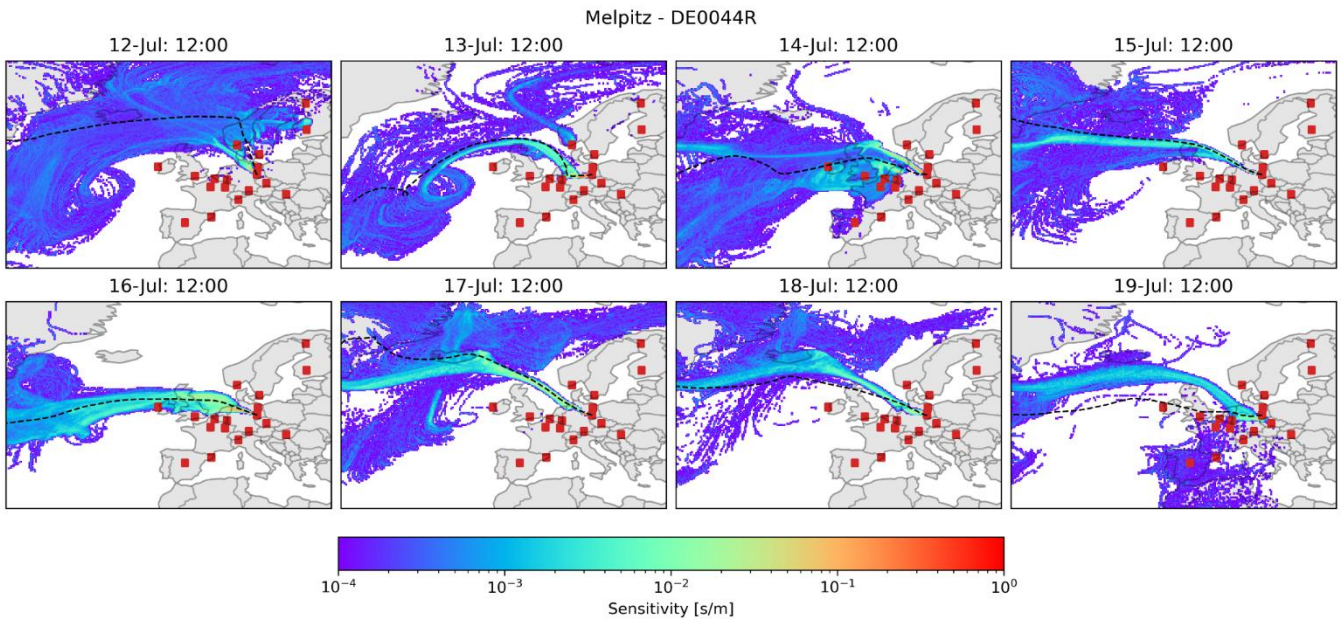 Melpitz - DE0044R
12-Jul: 12:00
13-Jul: 12:00
14-Jul: 12:00
15-Jul: 12:00
16-Jul: 12:00
17-Jul: 12:00
18-Jul: 12:00
19-Jul: 12:00
10⁻⁴
10⁻³
10⁻²
10⁻¹
10⁰
Sensitivity [s/m]